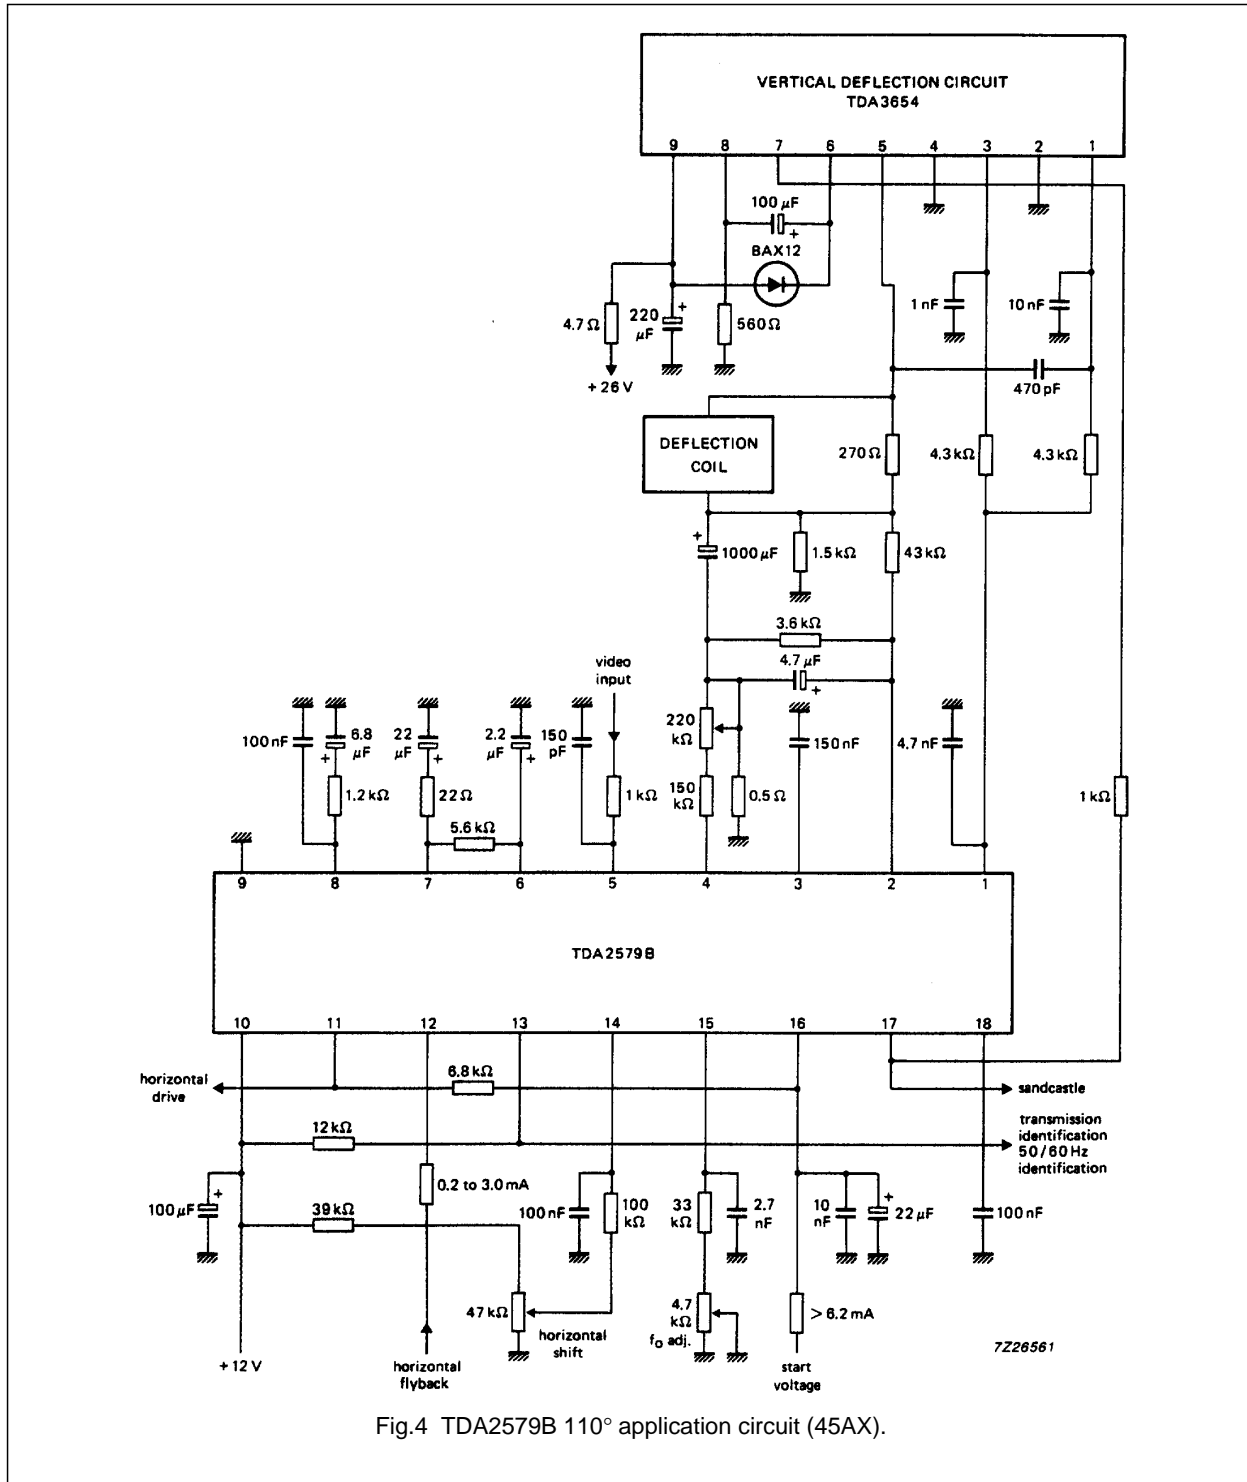 VERTICAL DEFLECTION CIRCUIT
TDA3654
9 8 7 6 5 4 3 2 1
100 μF
+
BAX12
4.7 Ω
220
μF
+
560 Ω
1 nF
10 nF
+ 26 V
470 pF
DEFLECTION
COIL
270 Ω
4.3 kΩ
4.3 kΩ
+
1000 μF
1.5 kΩ
43 kΩ
3.6 kΩ
4.7 μF
+
video
input
100 nF
6.8
μF
+
22
μF
+
2.2
μF
+
150
pF
220
kΩ
150 nF
4.7 nF
1.2 kΩ
22 Ω
1 kΩ
150
kΩ
0.5 Ω
1 kΩ
5.6 kΩ
9 8 7 6 5 4 3 2 1
TDA2579B
10 11 12 13 14 15 16 17 18
horizontal
drive
6.8 kΩ
sandcastle
12 kΩ
transmission
identification
50/60 Hz
identification
100 μF
+
0.2 to 3.0 mA
39 kΩ
100 nF
100
kΩ
33
kΩ
2.7
nF
10
nF
+
22 μF
100 nF
47 kΩ
horizontal
shift
4.7
kΩ
fo adj.
> 6.2 mA
+ 12 V
horizontal
flyback
start
voltage
7Z26561
Fig.4 TDA2579B 110° application circuit (45AX).